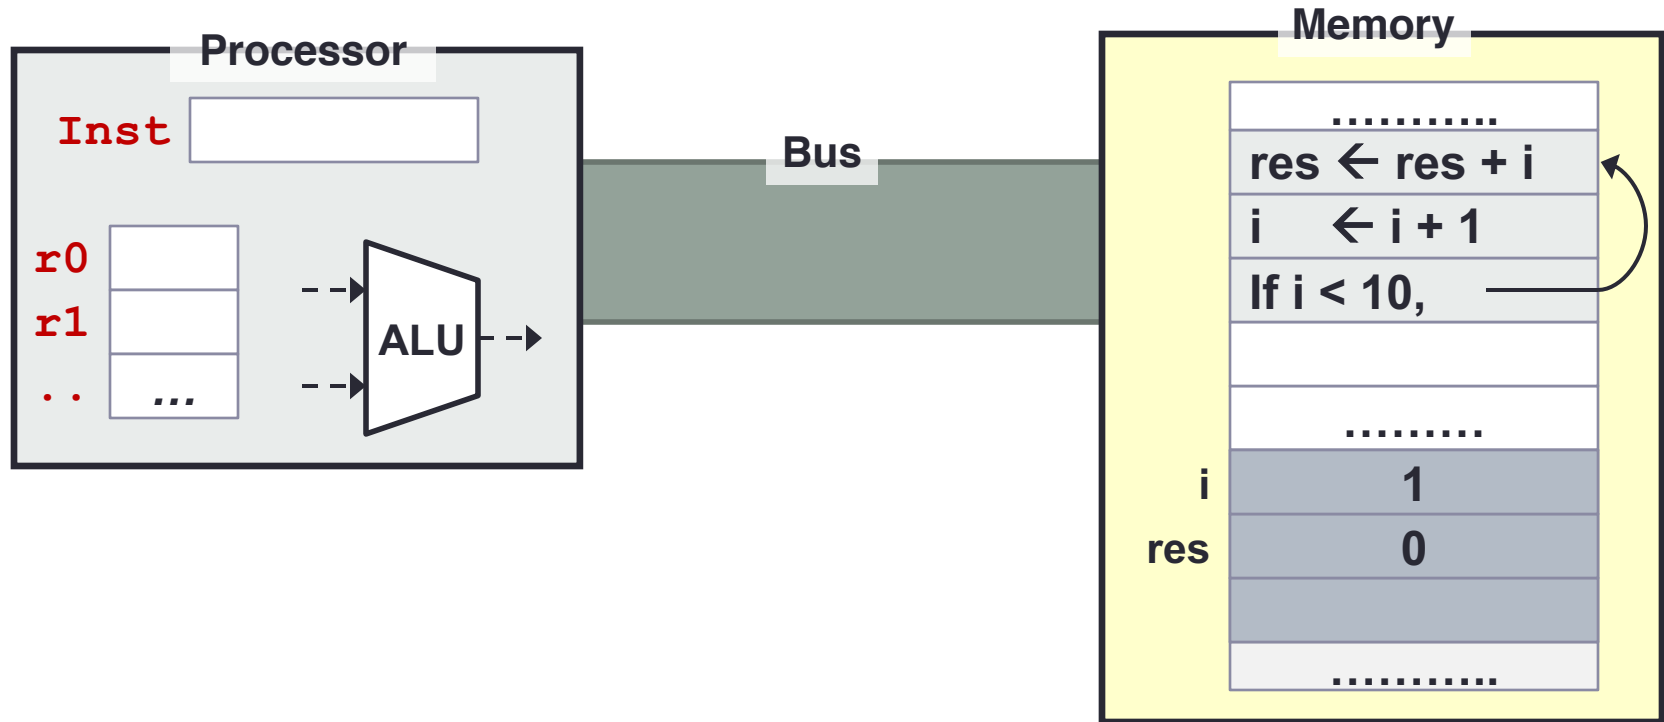 Processor
Inst
r0
r1
.. ...
ALU
Bus
Memory
...........
res ← res + i
i ← i + 1
If i < 10,
.........
i 1
res 0
...........